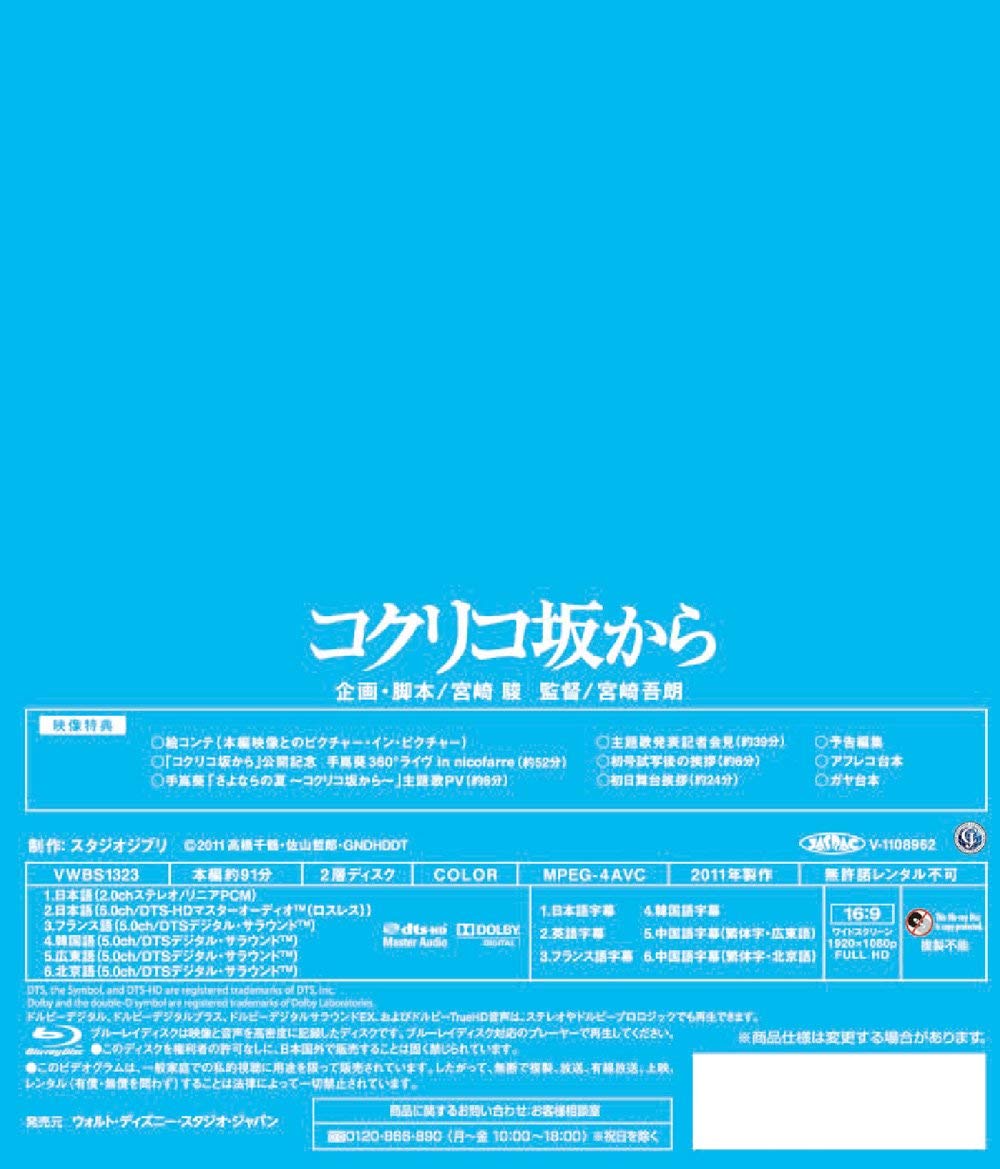 コクリコ坂から
企画・脚本/宮崎 駿 監督/宮崎吾朗
映像特典
○絵コンテ(本編映像とのピクチャー・イン・ピクチャー)
○「コクリコ坂から」公開記念 手嶌葵360°ライヴ in nicofarre(約52分)
○手嶌葵「さよならの夏 ～コクリコ坂から～」主題歌PV(約6分)
○主題歌発表記者会見(約39分)
○初号試写後の挨拶(約6分)
○初日舞台挨拶(約24分)
○予告編集
○アフレコ台本
○ガヤ台本
制作: スタジオジブリ ©2011 高橋千鶴・佐山哲郎・GNDHDDT
V-1108962
VWBS1323 本編約91分 2層ディスク COLOR MPEG-4AVC 2011年製作 無許諾レンタル不可
1.日本語(2.0chステレオ/リニアPCM)
2.日本語(5.0ch/DTS-HDマスターオーディオ™(ロスレス))
3.フランス語(5.0ch/DTSデジタル・サラウンド™)
4.韓国語(5.0ch/DTSデジタル・サラウンド™)
5.広東語(5.0ch/DTSデジタル・サラウンド™)
6.北京語(5.0ch/DTSデジタル・サラウンド™)
dts-HD
Master Audio
DOLBY
DIGITAL
1.日本語字幕 4.韓国語字幕
2.英語字幕 5.中国語字幕(繁体字・広東語)
3.フランス語字幕 6.中国語字幕(繁体字・北京語)
16:9
ワイドスクリーン
1920×1080p
FULL HD
This Blu-ray Disc
is copy protected.
複製不能
DTS, the Symbol, and DTS-HD are registered trademarks of DTS, Inc.
Dolby and the double-D symbol are registered trademarks of Dolby Laboratories.
ドルビーデジタル、ドルビーデジタルプラス、ドルビーデジタルサラウンドEX、およびドルビーTrueHD音声は、ステレオやドルビープロロジックでも再生できます。
Blu-ray Disc
ブルーレイディスクは映像と音声を高密度に記録したディスクです。ブルーレイディスク対応のプレーヤーで再生してください。
●このディスクを権利者の許可なしに、日本国外で販売することは固く禁じられています。
●このビデオグラムは、一般家庭での私的視聴に用途を限って販売されています。したがって、無断で複製、放送、有線放送、上映、
レンタル(有償・無償を問わず)することは法律によって一切禁止されています。
※商品仕様は変更する場合があります。
発売元 ウォルト・ディズニー・スタジオ・ジャパン
商品に関するお問い合わせ:お客様相談室
0120-866-890 (月～金 10:00～18:00) ※祝日を除く